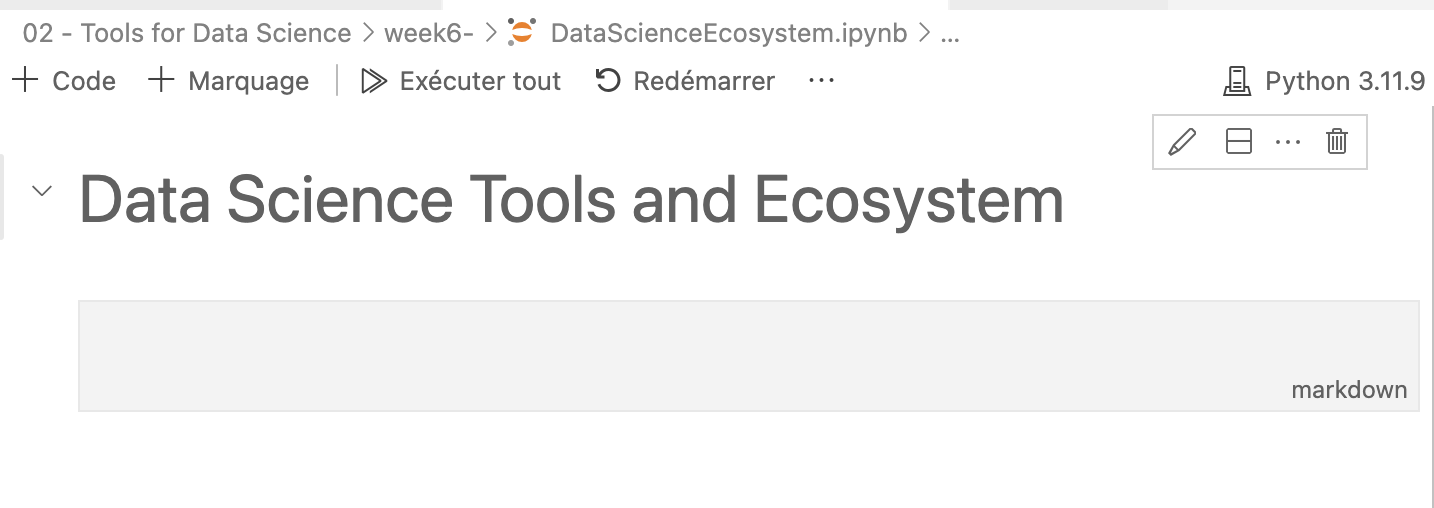 02 - Tools for Data Science > week6- > DataScienceEcosystem.ipynb > ...
+ Code + Marquage | Exécuter tout Redémarrer ... Python 3.11.9
...
Data Science Tools and Ecosystem
markdown